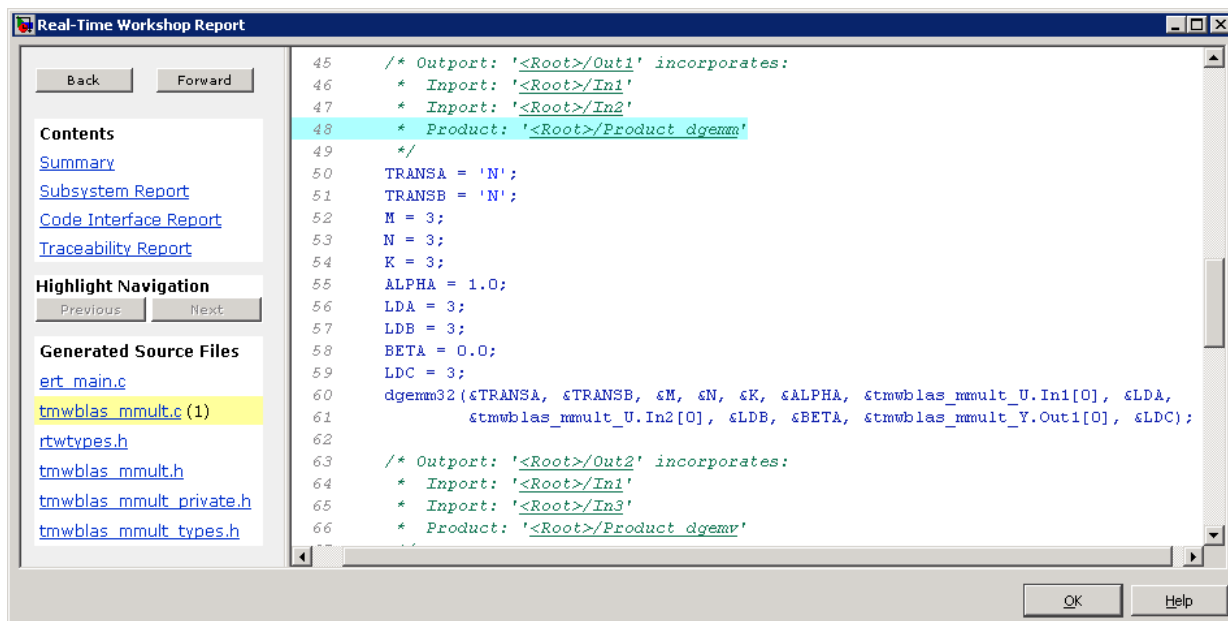 Real-Time Workshop Report
Back Forward
Contents
Summary
Subsystem Report
Code Interface Report
Traceability Report
Highlight Navigation
Previous Next
Generated Source Files
ert_main.c
tmwblas_mmult.c (1)
rtwtypes.h
tmwblas_mmult.h
tmwblas_mmult_private.h
tmwblas_mmult_types.h
45 /* Outport: '<Root>/Out1' incorporates:
46 * Inport: '<Root>/In1'
47 * Inport: '<Root>/In2'
48 * Product: '<Root>/Product_dgemm'
49 */
50 TRANSA = 'N';
51 TRANSB = 'N';
52 M = 3;
53 N = 3;
54 K = 3;
55 ALPHA = 1.0;
56 LDA = 3;
57 LDB = 3;
58 BETA = 0.0;
59 LDC = 3;
60 dgemm32(&TRANSA, &TRANSB, &M, &N, &K, &ALPHA, &tmwblas_mmult_U.In1[0], &LDA,
61 &tmwblas_mmult_U.In2[0], &LDB, &BETA, &tmwblas_mmult_Y.Out1[0], &LDC);
62
63 /* Outport: '<Root>/Out2' incorporates:
64 * Inport: '<Root>/In1'
65 * Inport: '<Root>/In3'
66 * Product: '<Root>/Product_dgemv'
OK Help